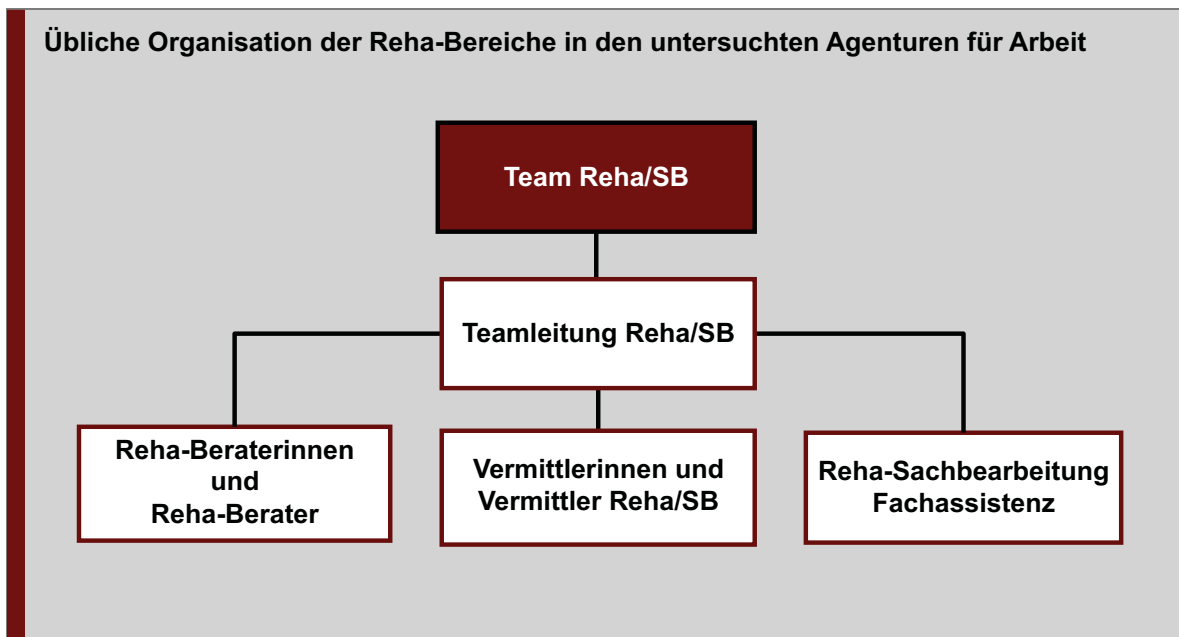 Übliche Organisation der Reha-Bereiche in den untersuchten Agenturen für Arbeit
Team Reha/SB
Teamleitung Reha/SB
Reha-Beraterinnen
und
Reha-Berater
Vermittlerinnen und
Vermittler Reha/SB
Reha-Sachbearbeitung
Fachassistenz